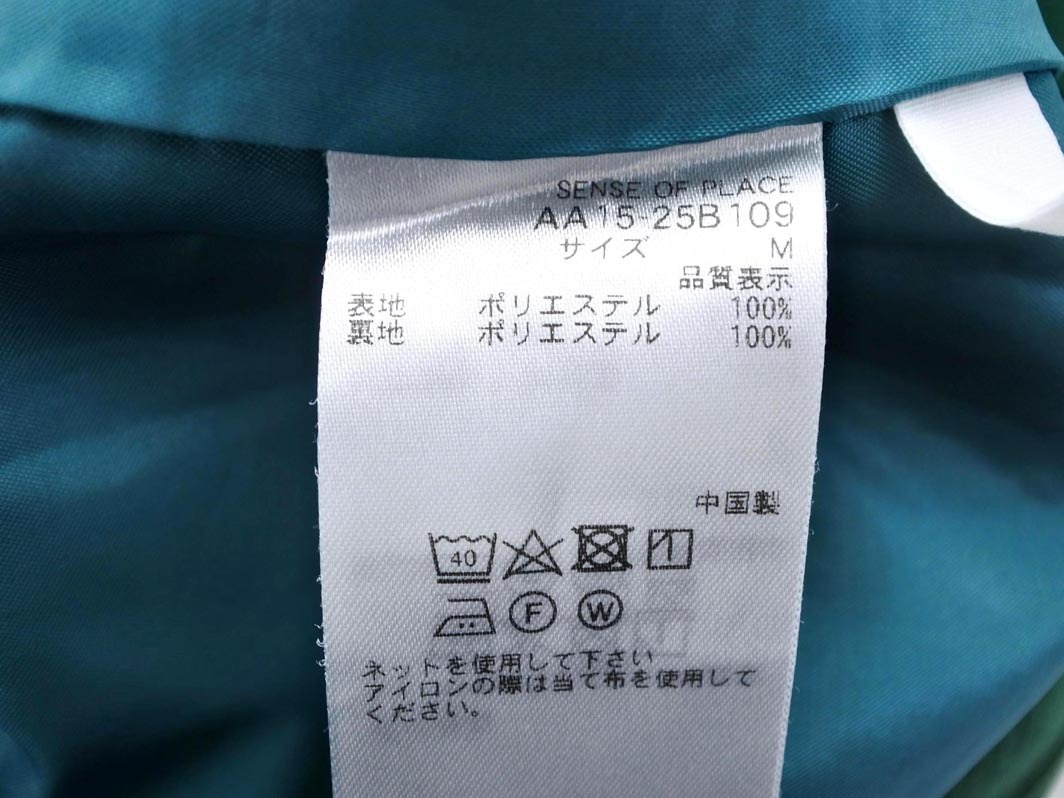 SENSE OF PLACE
AA15-25B109
サイズ M
品質表示
表地 ポリエステル 100%
裏地 ポリエステル 100%
中国製
40
F W
ネットを使用して下さい
アイロンの際は当て布を使用して
ください。